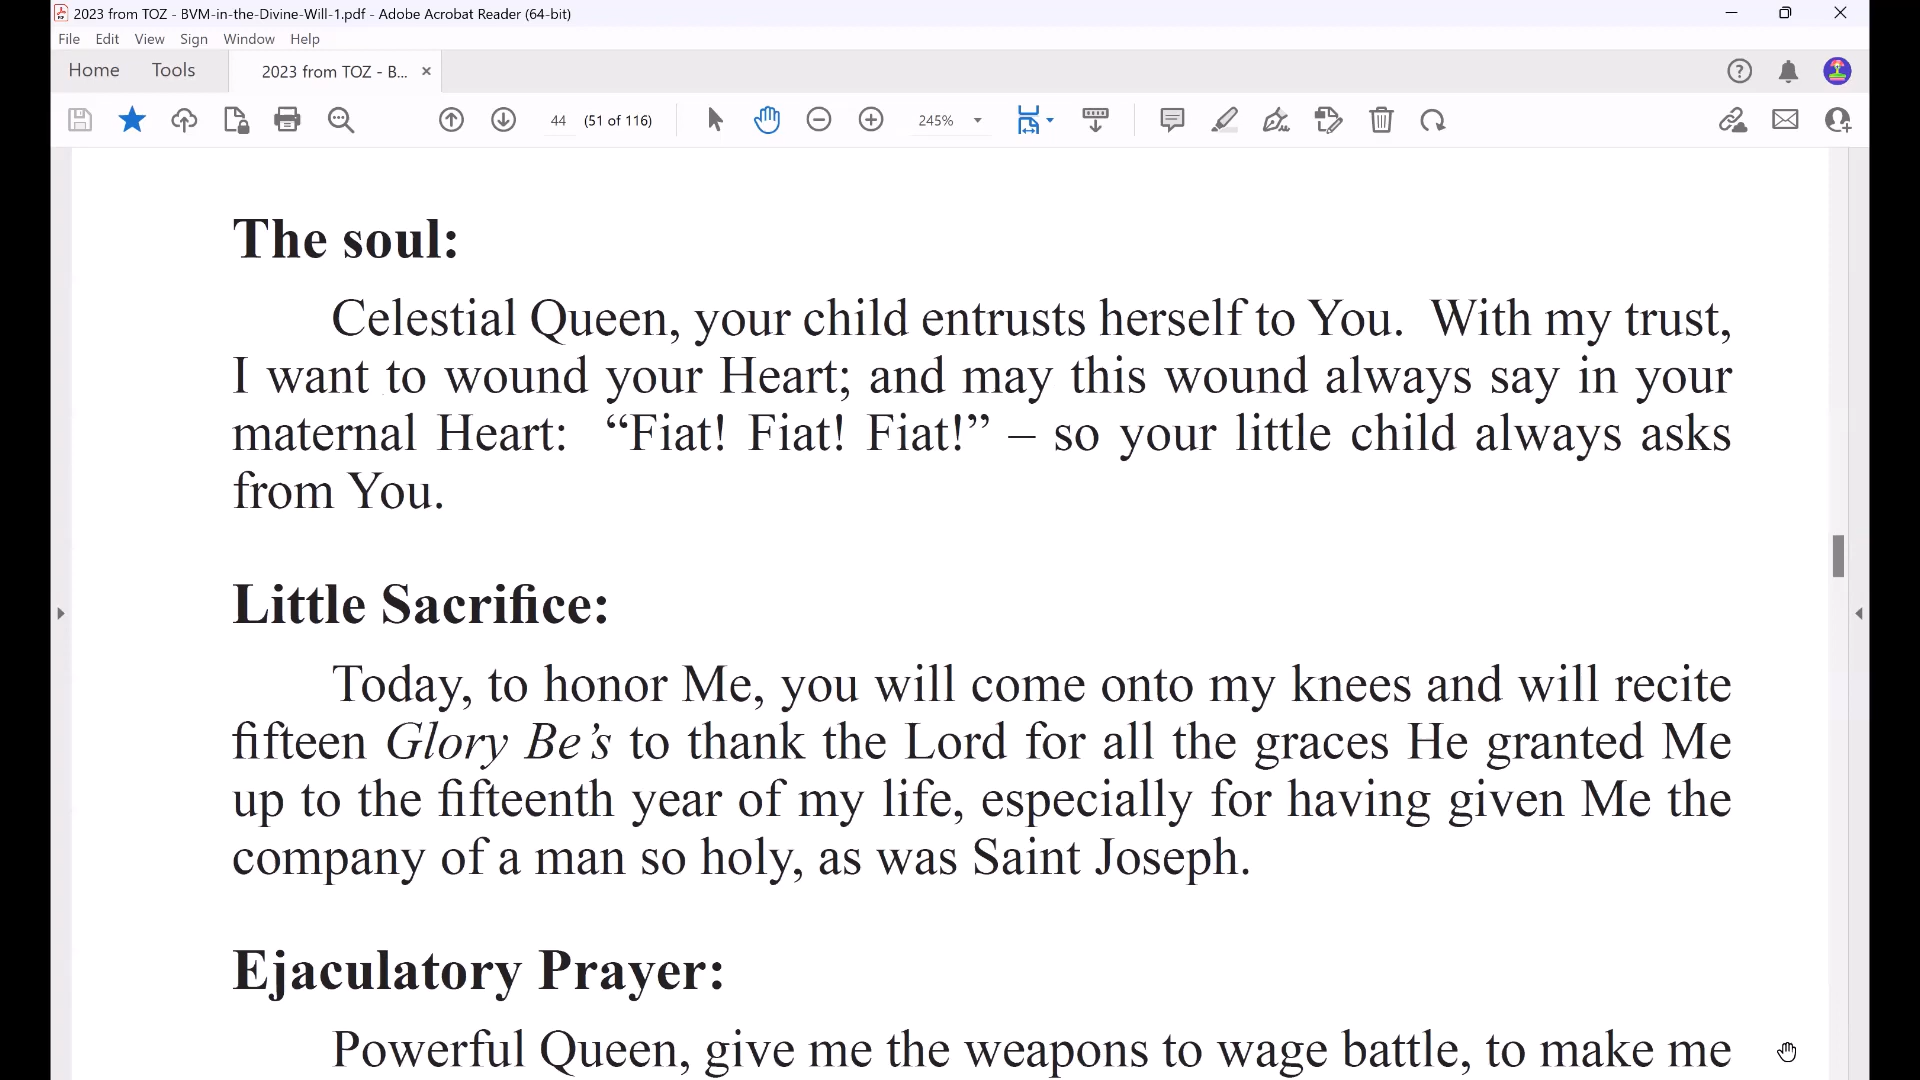 2023 from TOZ - BVM-in-the-Divine-Will-1.pdf - Adobe Acrobat Reader (64-bit)
File Edit View Sign Window Help
Home Tools 2023 from TOZ - B...
44 (51 of 116) 245%
The soul:
Celestial Queen, your child entrusts herself to You. With my trust,
I want to wound your Heart; and may this wound always say in your
maternal Heart: “Fiat! Fiat! Fiat!” – so your little child always asks
from You.
Little Sacrifice:
Today, to honor Me, you will come onto my knees and will recite
fifteen Glory Be’s to thank the Lord for all the graces He granted Me
up to the fifteenth year of my life, especially for having given Me the
company of a man so holy, as was Saint Joseph.
Ejaculatory Prayer:
Powerful Queen, give me the weapons to wage battle, to make me